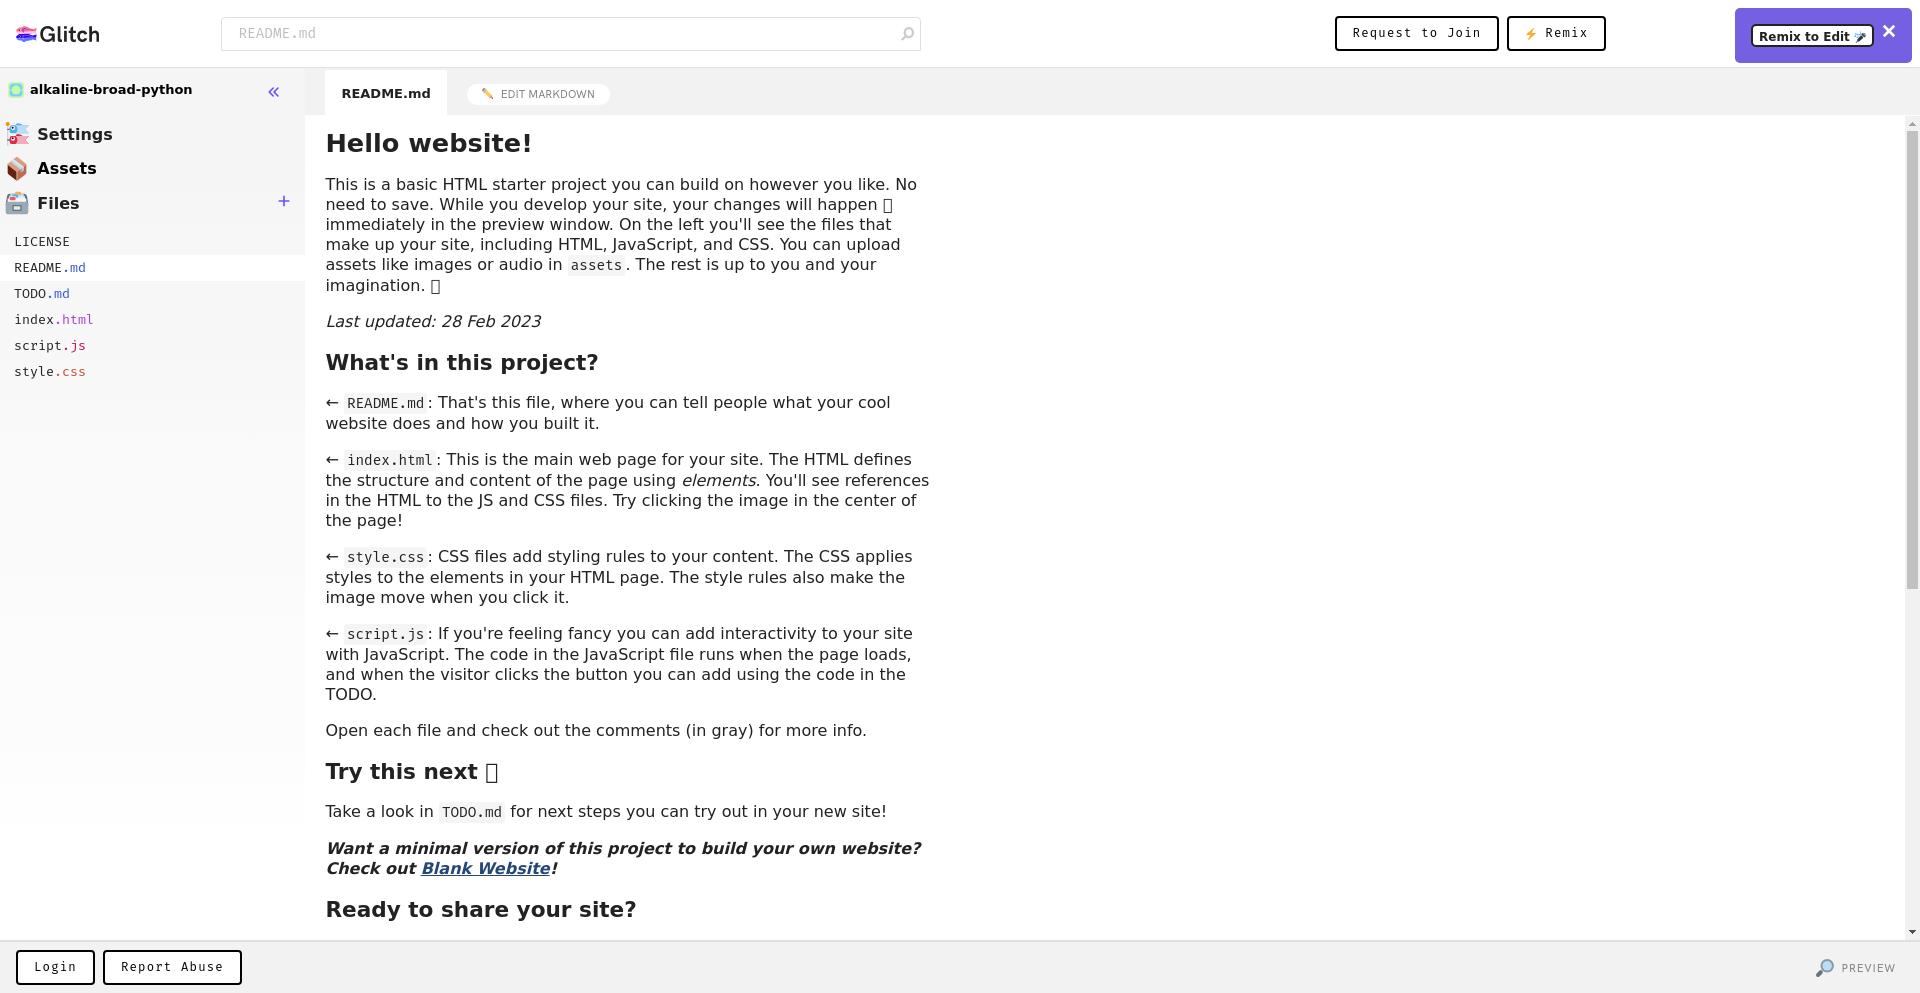 Glitch
README.md
Request to Join
Remix
Remix to Edit
alkaline-broad-python
Settings
Assets
Files
LICENSE
README.md
TODO.md
index.html
script.js
style.css
README.md
EDIT MARKDOWN
Hello website!
This is a basic HTML starter project you can build on however you like. No
need to save. While you develop your site, your changes will happen
immediately in the preview window. On the left you'll see the files that
make up your site, including HTML, JavaScript, and CSS. You can upload
assets like images or audio in assets. The rest is up to you and your
imagination.
Last updated: 28 Feb 2023
What's in this project?
← README.md: That's this file, where you can tell people what your cool
website does and how you built it.
← index.html: This is the main web page for your site. The HTML defines
the structure and content of the page using elements. You'll see references
in the HTML to the JS and CSS files. Try clicking the image in the center of
the page!
← style.css: CSS files add styling rules to your content. The CSS applies
styles to the elements in your HTML page. The style rules also make the
image move when you click it.
← script.js: If you're feeling fancy you can add interactivity to your site
with JavaScript. The code in the JavaScript file runs when the page loads,
and when the visitor clicks the button you can add using the code in the
TODO.
Open each file and check out the comments (in gray) for more info.
Try this next
Take a look in TODO.md for next steps you can try out in your new site!
Want a minimal version of this project to build your own website?
Check out Blank Website!
Ready to share your site?
Login
Report Abuse
PREVIEW